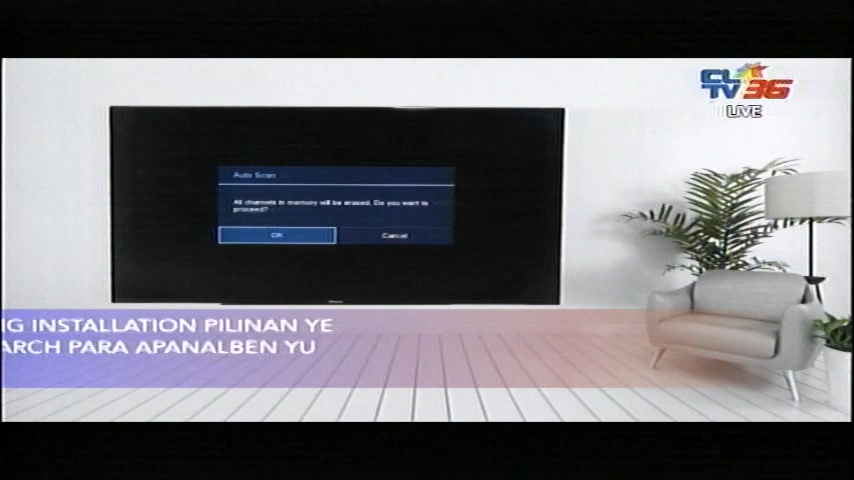 CLTV36
LIVE
Auto Scan
All channels in memory will be erased. Do you want to
proceed?
OK
Cancel
NG INSTALLATION PILINAN YE
ARCH PARA APANALBEN YU